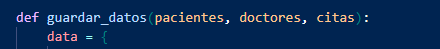 def guardar_datos(pacientes, doctores, citas):
    data = {